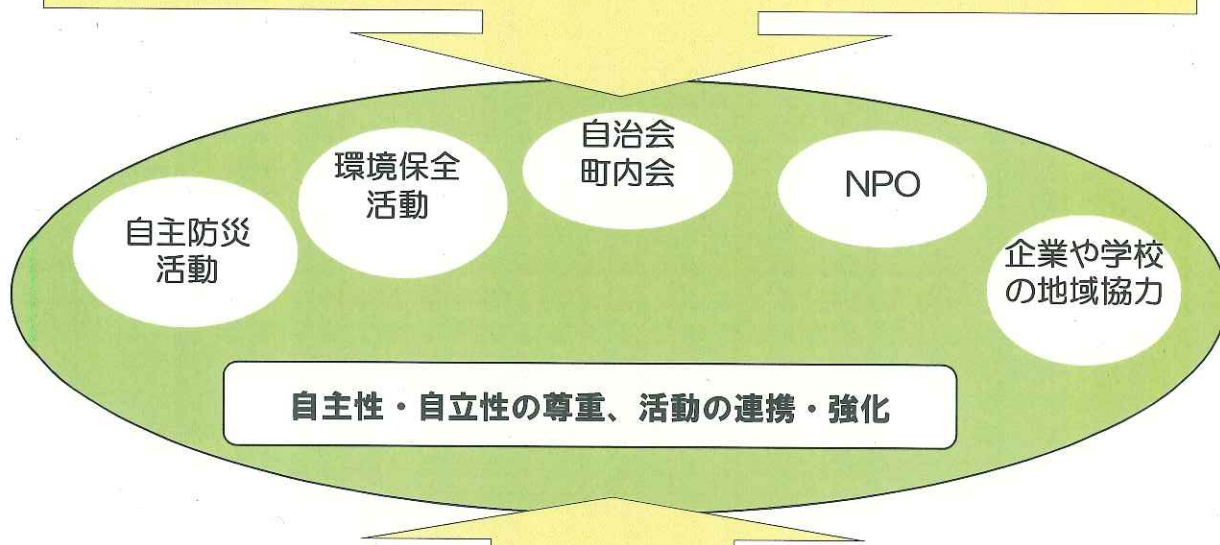 自主防災
活動
環境保全
活動
自治会
町内会
NPO
企業や学校
の地域協力
自主性・自立性の尊重、活動の連携・強化